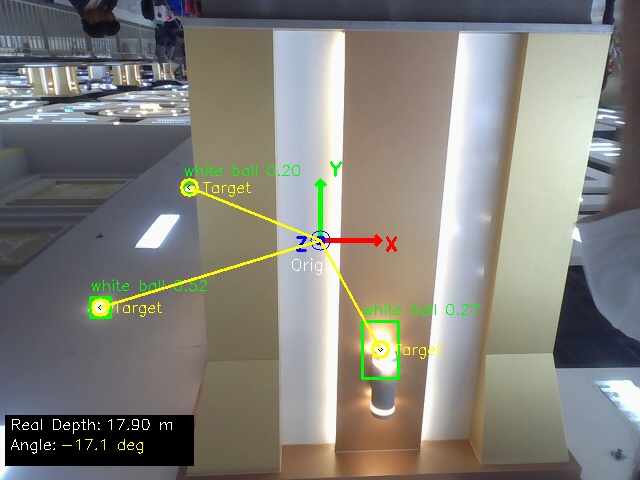 white ball 0.20
Target
Y
Z
X
Origi
white ball 0.52
Target
white ball 0.27
Target
Real Depth: 17.90 m
Angle: −17.1 deg